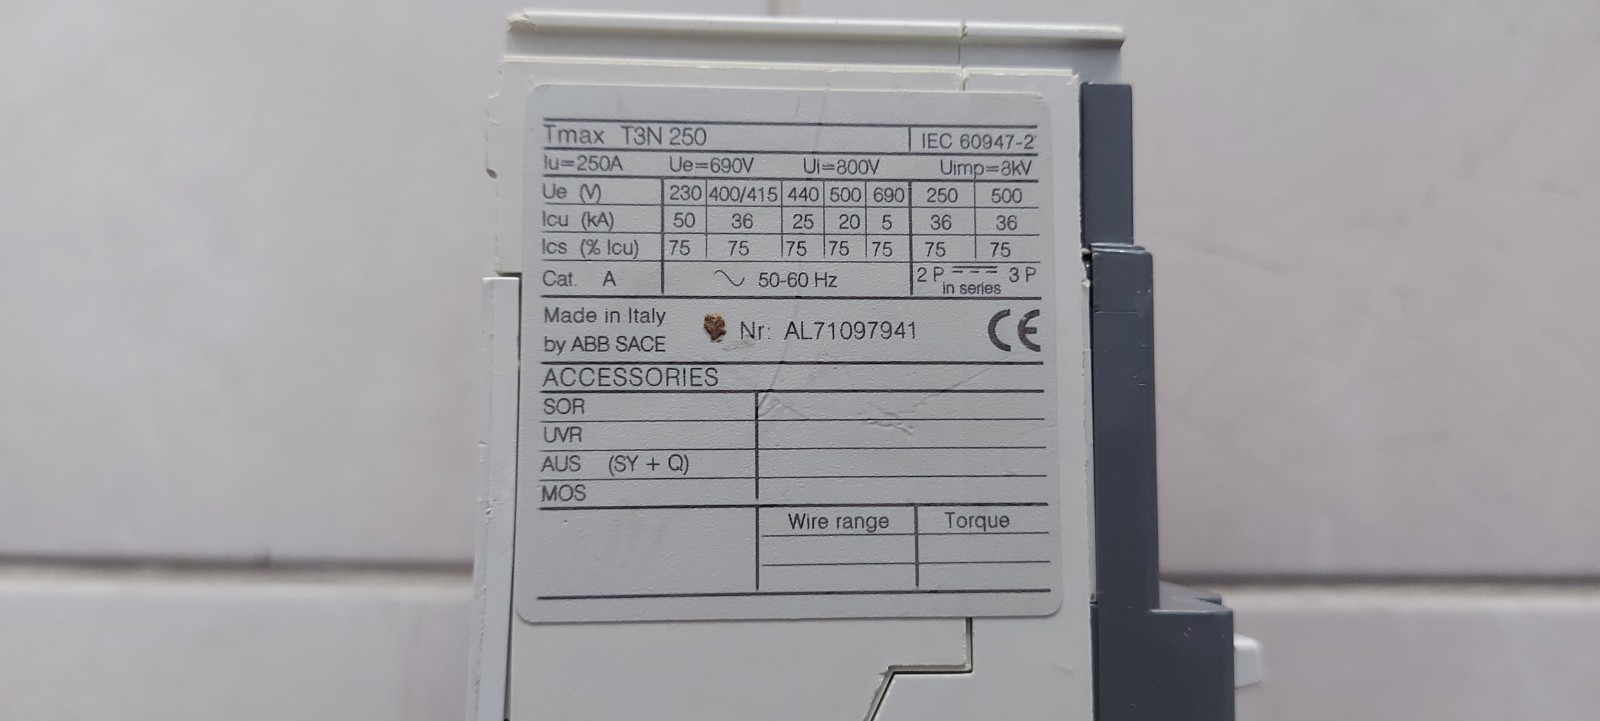 Tmax T3N 250 IEC 60947-2
Iu=250A Ue=690V Ui=800V Uimp=8kV
Ue (V) 230 400/415 440 500 690 250 500
Icu (kA) 50 36 25 20 5 36 36
Ics (% Icu) 75 75 75 75 75 75 75
Cat. A ~ 50-60 Hz 2 P 3 P
in series
Made in Italy
by ABB SACE
Nr: AL71097941 CE
ACCESSORIES
SOR
UVR
AUS (SY + Q)
MOS
Wire range Torque